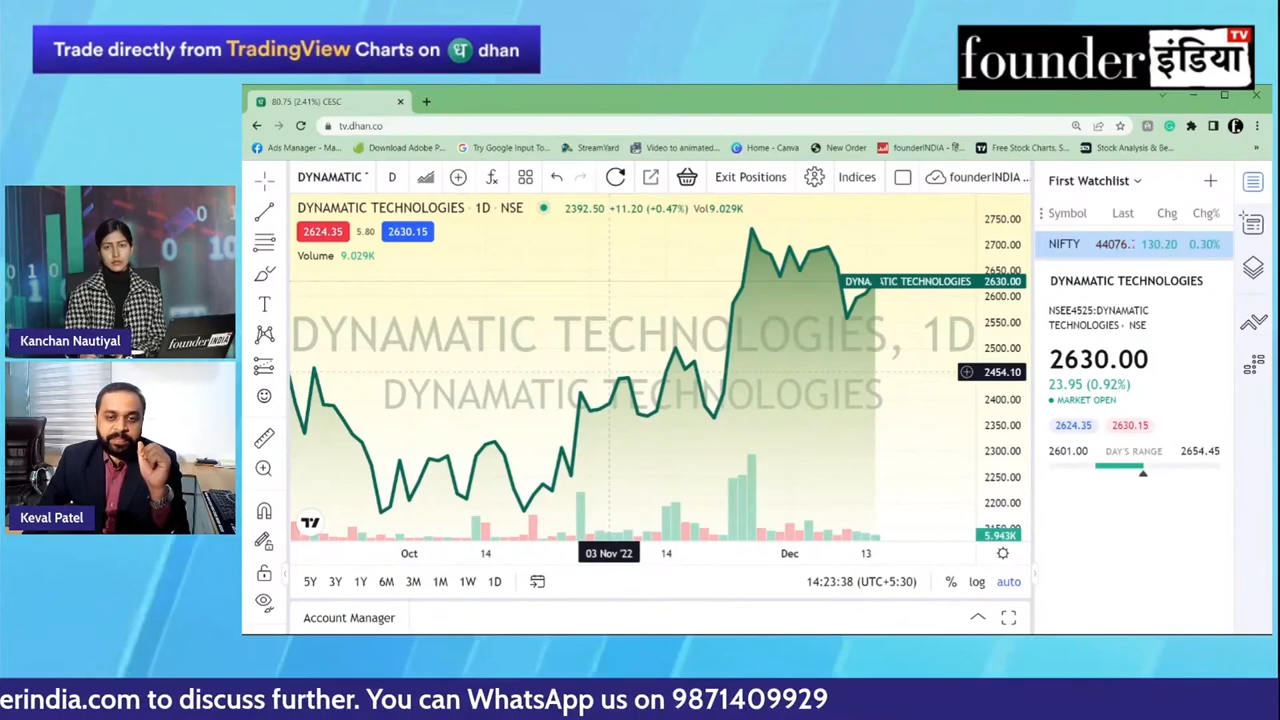 Trade directly from TradingView Charts on ध dhan
founder इंडिया TV
80.75 (2.41%) CESC
tv.dhan.co
Ads Manager - Ma...
Download Adobe P...
Try Google Input To...
StreamYard
Video to animated...
Home - Canva
New Order
founderINDIA - हि...
Free Stock Charts, S...
Stock Analysis & Be...
DYNAMATIC
D
Exit Positions
Indices
founderINDIA ...
First Watchlist
DYNAMATIC TECHNOLOGIES · 1D · NSE
2392.50 +11.20 (+0.47%) Vol9.029K
2624.35 5.80 2630.15
Volume 9.029K
DYNAMATIC TECHNOLOGIES, 1D
DYNAMATIC TECHNOLOGIES
2750.00
2700.00
2650.00
2630.00
2600.00
2550.00
2500.00
2454.10
2400.00
2350.00
2300.00
2250.00
2200.00
2150.00
5.943K
Oct 14 03 Nov '22 14 Dec 13
5Y 3Y 1Y 6M 3M 1M 1W 1D
14:23:38 (UTC+5:30)
% log auto
Account Manager
Symbol Last Chg Chg%
NIFTY 44076. 130.20 0.30%
DYNAMATIC TECHNOLOGIES
NSEE4525:DYNAMATIC
TECHNOLOGIES · NSE
2630.00
23.95 (0.92%)
MARKET OPEN
2624.35 2630.15
2601.00 DAY'S RANGE 2654.45
Kanchan Nautiyal
founderINDIA
Keval Patel
erindia.com to discuss further. You can WhatsApp us on 9871409929